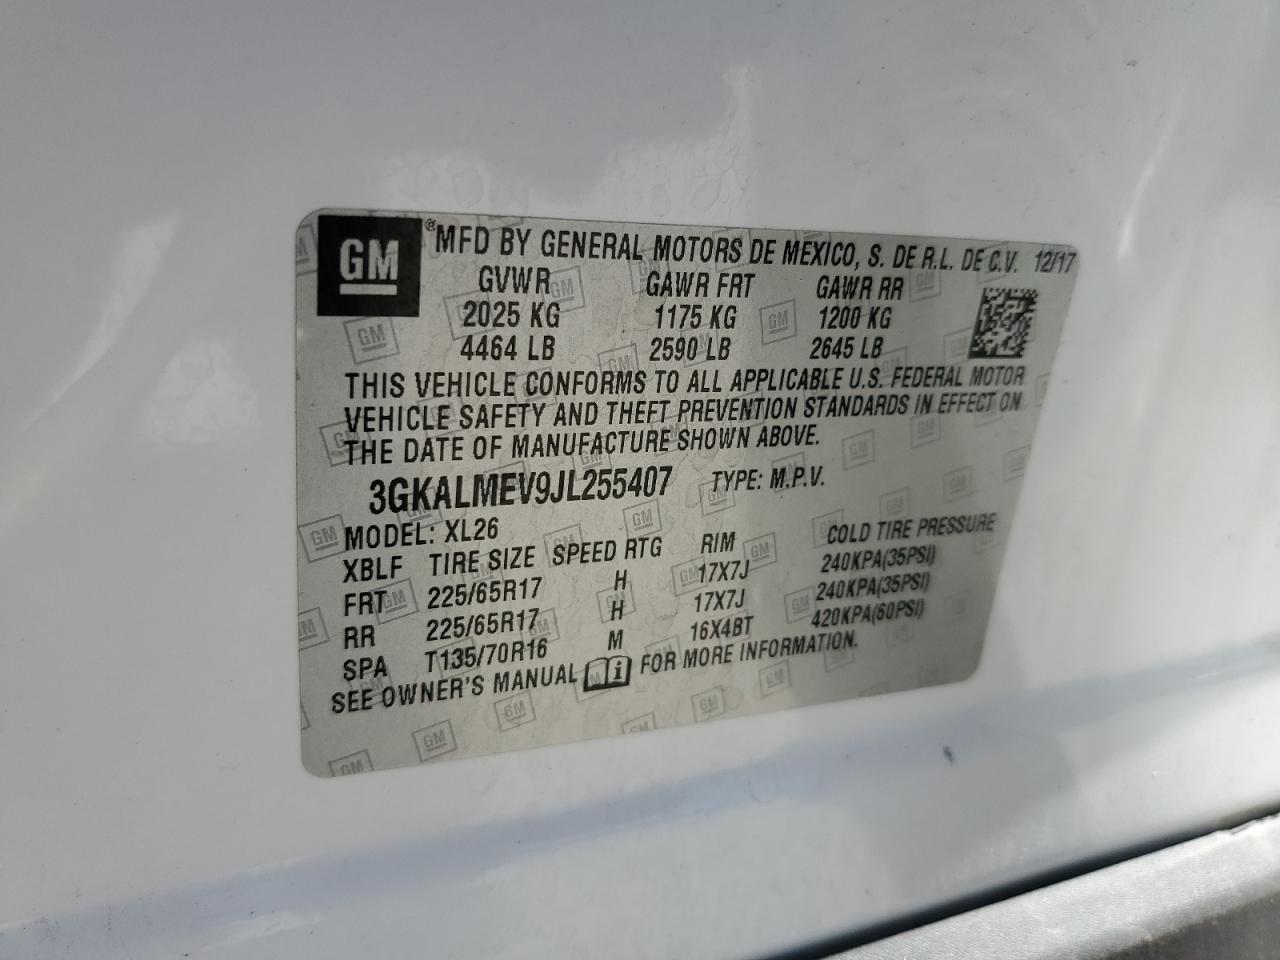 GM ® MFD BY GENERAL MOTORS DE MEXICO, S. DE R.L. DE C.V. 12/17
GVWR GAWR FRT GAWR RR
2025 KG 1175 KG 1200 KG
4464 LB 2590 LB 2645 LB
THIS VEHICLE CONFORMS TO ALL APPLICABLE U.S. FEDERAL MOTOR
VEHICLE SAFETY AND THEFT PREVENTION STANDARDS IN EFFECT ON
THE DATE OF MANUFACTURE SHOWN ABOVE.
3GKALMEV9JL255407 TYPE: M.P.V.
MODEL: XL26
XBLF TIRE SIZE SPEED RTG RIM COLD TIRE PRESSURE
FRT 225/65R17 H 17X7J 240KPA(35PSI)
RR 225/65R17 H 17X7J 240KPA(35PSI)
SPA T135/70R16 M 16X4BT 420KPA(60PSI)
SEE OWNER'S MANUAL FOR MORE INFORMATION.